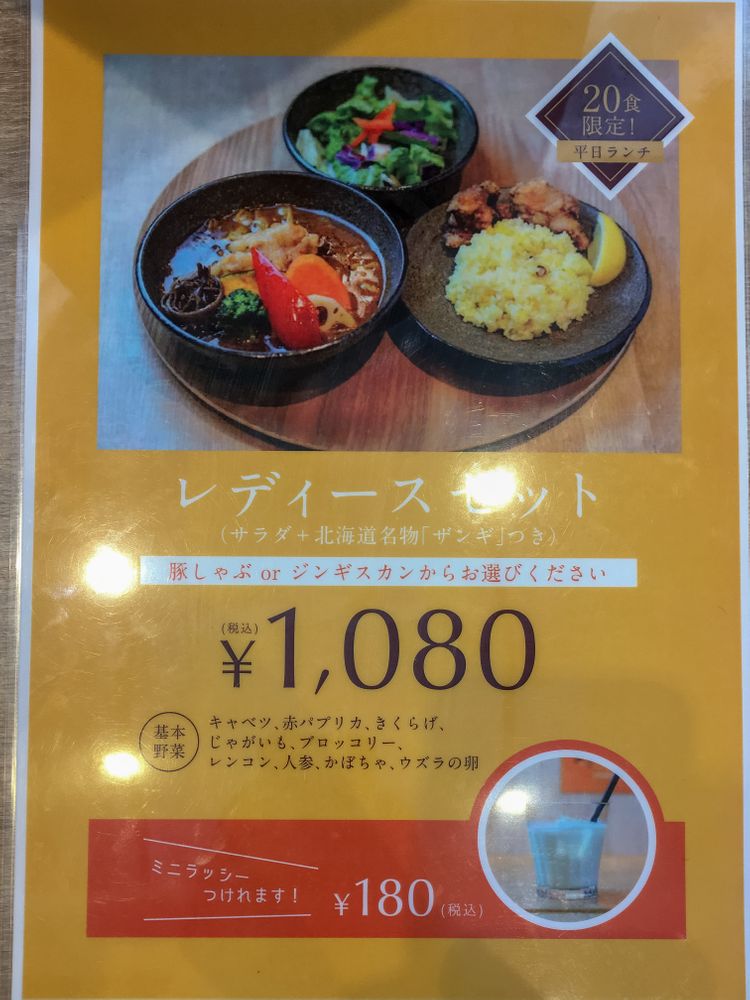 20食
限定!
平日ランチ
レディースセット
(サラダ+北海道名物「ザンギ」つき)
豚しゃぶ or ジンギスカンからお選びください
(税込)
¥1,080
基本
野菜
キャベツ、赤パプリカ、きくらげ、
じゃがいも、ブロッコリー、
レンコン、人参、かぼちゃ、ウズラの卵
ミニラッシー
つけれます!
¥180(税込)